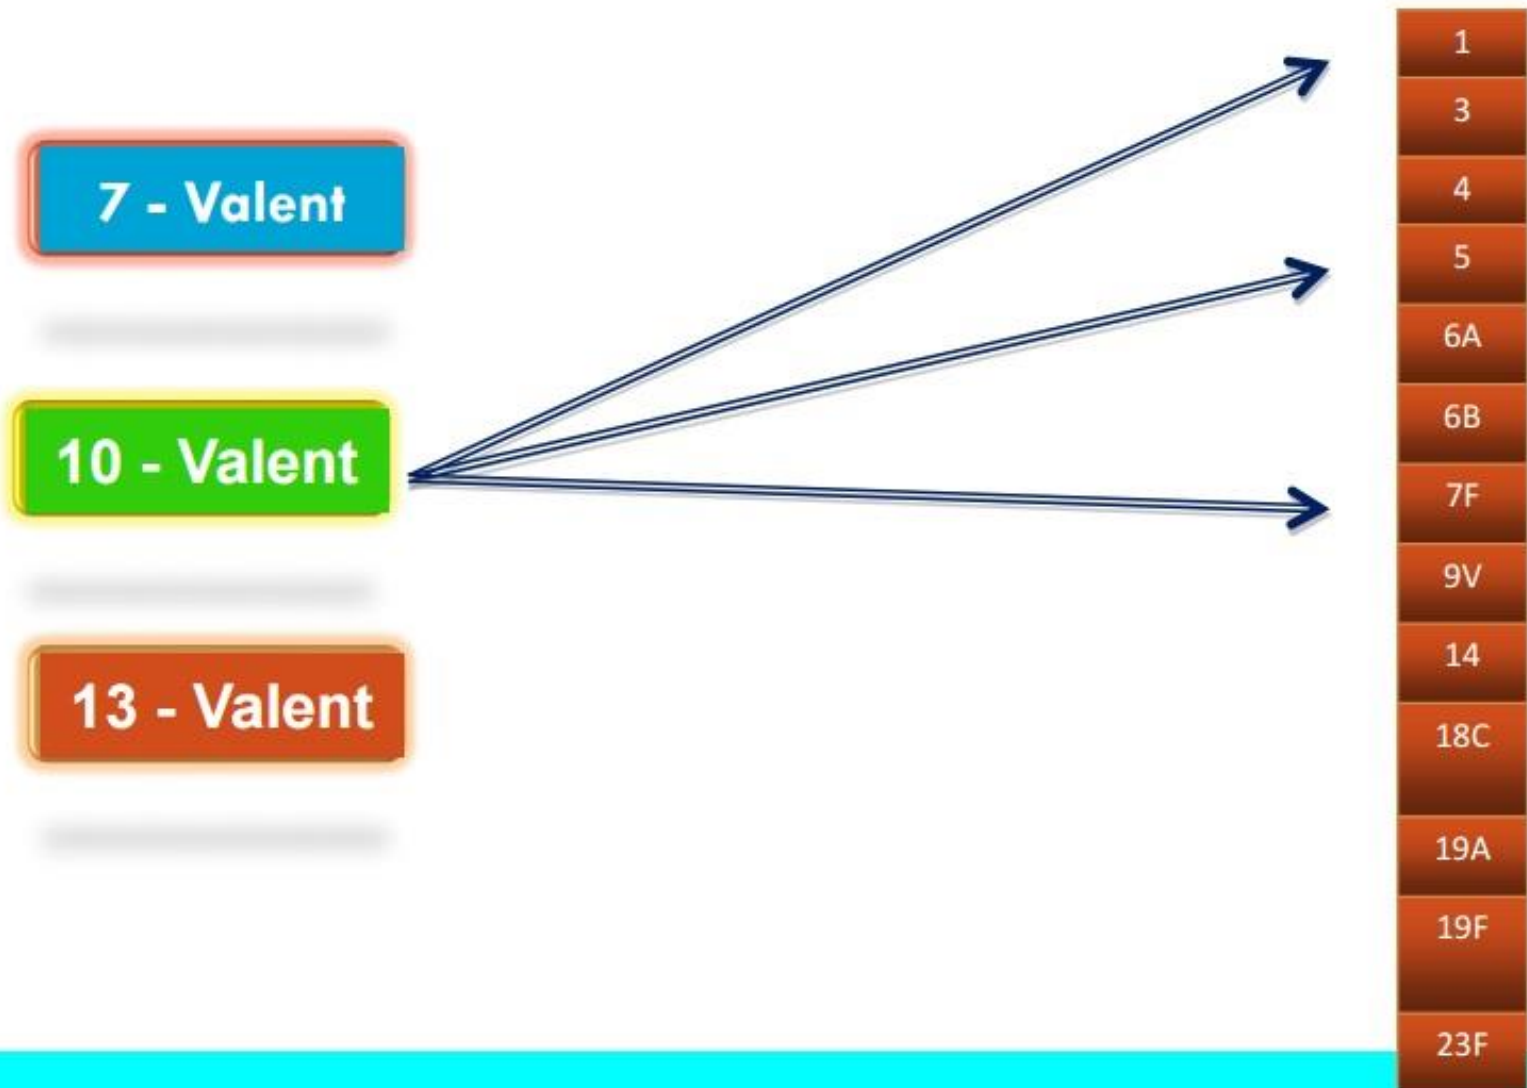 7 - Valent
10 - Valent
13 - Valent
1
3
4
5
6A
6B
7F
9V
14
18C
19A
19F
23F